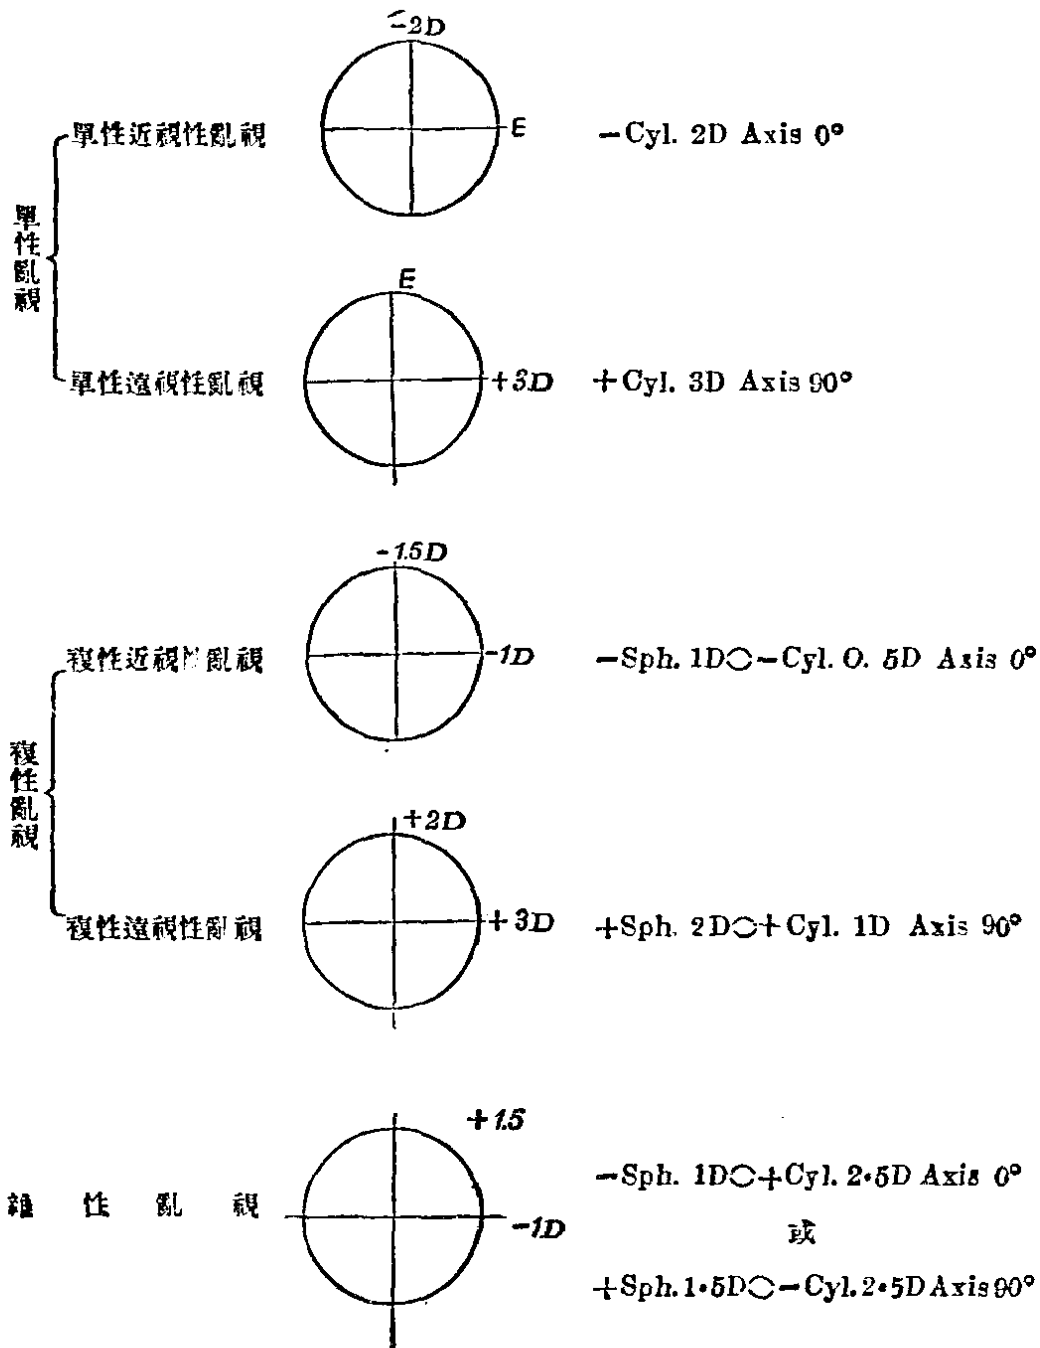 單性亂視
單性近視性亂視
-2D
E
-Cyl. 2D Axis 0°
單性遠視性亂視
E
+3D
+Cyl. 3D Axis 90°
複性亂視
複性近視性亂視
-1.5D
-1D
-Sph. 1D◯-Cyl. O. 5D Axis 0°
複性遠視性亂視
+2D
+3D
+Sph. 2D◯+Cyl. 1D Axis 90°
雜性亂視
+1.5
-1D
-Sph. 1D◯+Cyl. 2·5D Axis 0°
或
+Sph. 1·5D◯-Cyl. 2·5D Axis 90°